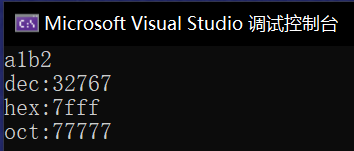 C:\
Microsoft Visual Studio 调试控制台
a1b2
dec:32767
hex:7fff
oct:77777